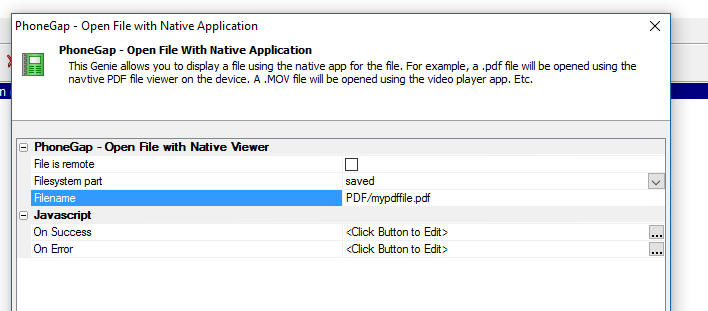 PhoneGap - Open File with Native Application
PhoneGap - Open File With Native Application
This Genie allows you to display a file using the native app for the file. For example, a .pdf file will be opened using the
navtive PDF file viewer on the device. A .MOV file will be opened using the video player app. Etc.
PhoneGap - Open File with Native Viewer
File is remote
Filesystem part saved
Filename PDF/mypdffile.pdf
Javascript
On Success <Click Button to Edit> ...
On Error <Click Button to Edit> ...